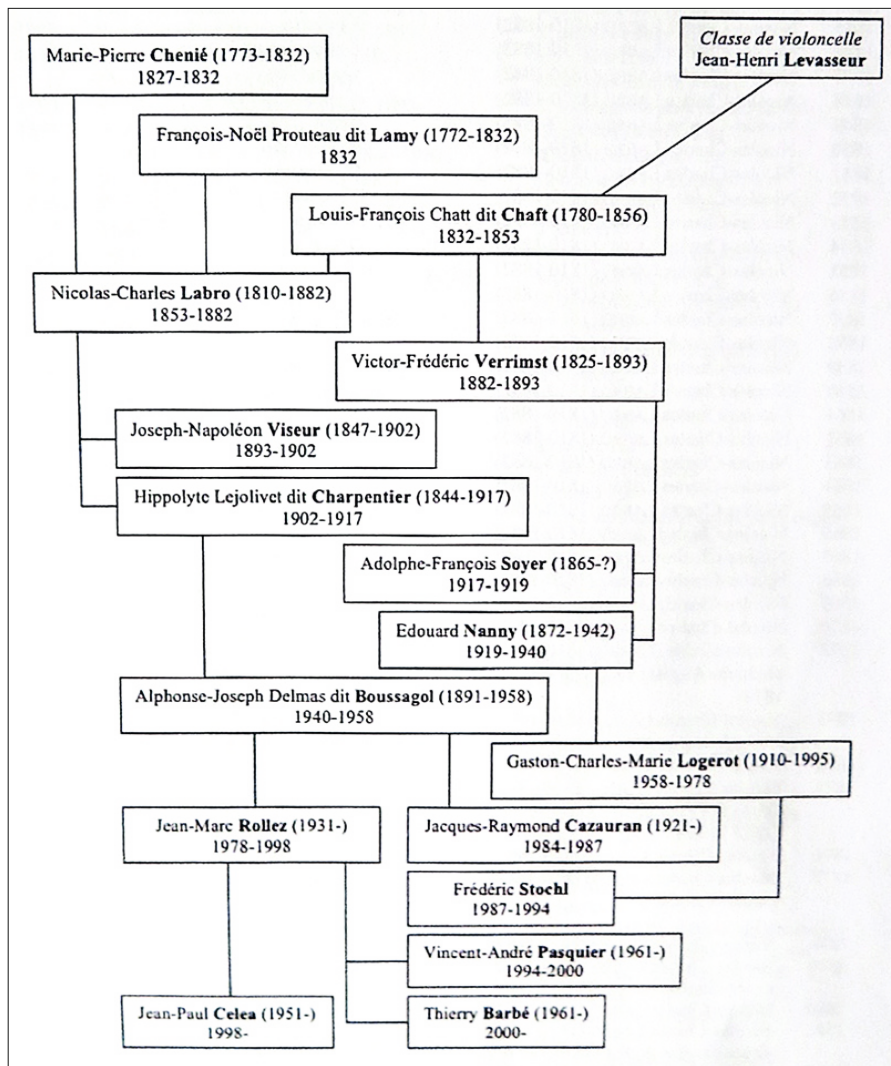 Classe de violoncelle
Jean-Henri Levasseur
Marie-Pierre Chenié (1773-1832)
1827-1832
François-Noël Prouteau dit Lamy (1772-1832)
1832
Louis-François Chatt dit Chaft (1780-1856)
1832-1853
Nicolas-Charles Labro (1810-1882)
1853-1882
Victor-Frédéric Verrimst (1825-1893)
1882-1893
Joseph-Napoléon Viseur (1847-1902)
1893-1902
Hippolyte Lejolivet dit Charpentier (1844-1917)
1902-1917
Adolphe-François Soyer (1865-?)
1917-1919
Edouard Nanny (1872-1942)
1919-1940
Alphonse-Joseph Delmas dit Boussagol (1891-1958)
1940-1958
Gaston-Charles-Marie Logerot (1910-1995)
1958-1978
Jean-Marc Rollez (1931-)
1978-1998
Jacques-Raymond Cazauran (1921-)
1984-1987
Frédéric Stochl
1987-1994
Vincent-André Pasquier (1961-)
1994-2000
Jean-Paul Celea (1951-)
1998-
Thierry Barbé (1961-)
2000-